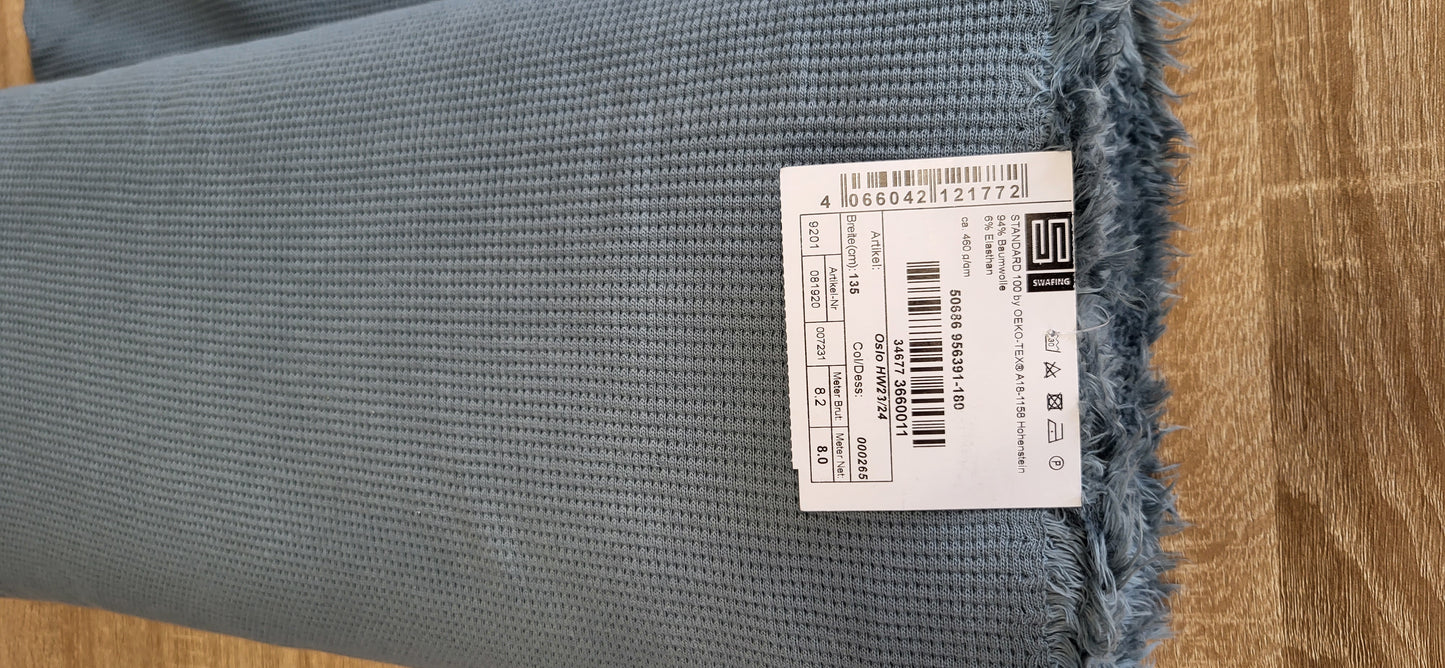 SWAFING
STANDARD 100 by OEKO-TEX® A18-1158 Hohenstein
94% Baumwolle
6% Elasthan
ca. 460 g/qm
30
P
50686 956391-180
34677 3660011
Artikel: Oslo HW23/24
Breite(cm): 135 Col/Dess: 000265
Artikel-Nr Meter Brut: Meter Net:
9201 081920 007231 8.2 8.0
4 066042 121772